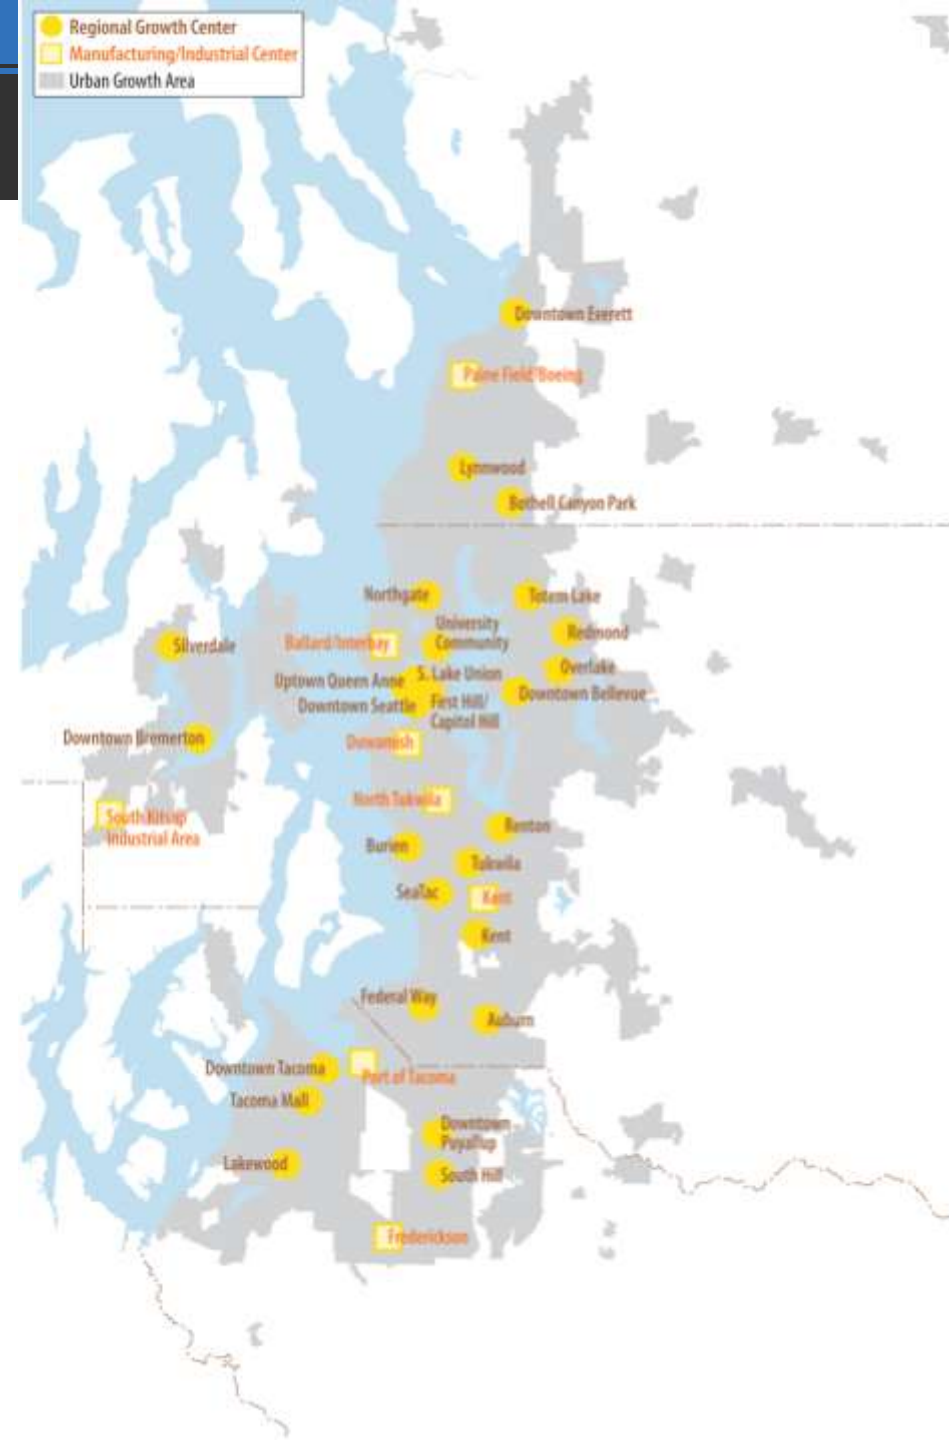 Regional Growth Center
Manufacturing/Industrial Center
Urban Growth Area
Downtown Everett
Paine Field/Boeing
Lynnwood
Bothell Canyon Park
Northgate
Totem Lake
University
Community
Redmond
Ballard/Interbay
Silverdale
Overlake
S. Lake Union
Uptown Queen Anne
Downtown Bellevue
Downtown Seattle
First Hill/
Capitol Hill
Duwamish
Downtown Bremerton
North Tukwila
South Kitsap
Industrial Area
Renton
Burien
Tukwila
SeaTac
Kent
Kent
Federal Way
Auburn
Downtown Tacoma
Port of Tacoma
Tacoma Mall
Downtown
Puyallup
Lakewood
South Hill
Frederickson